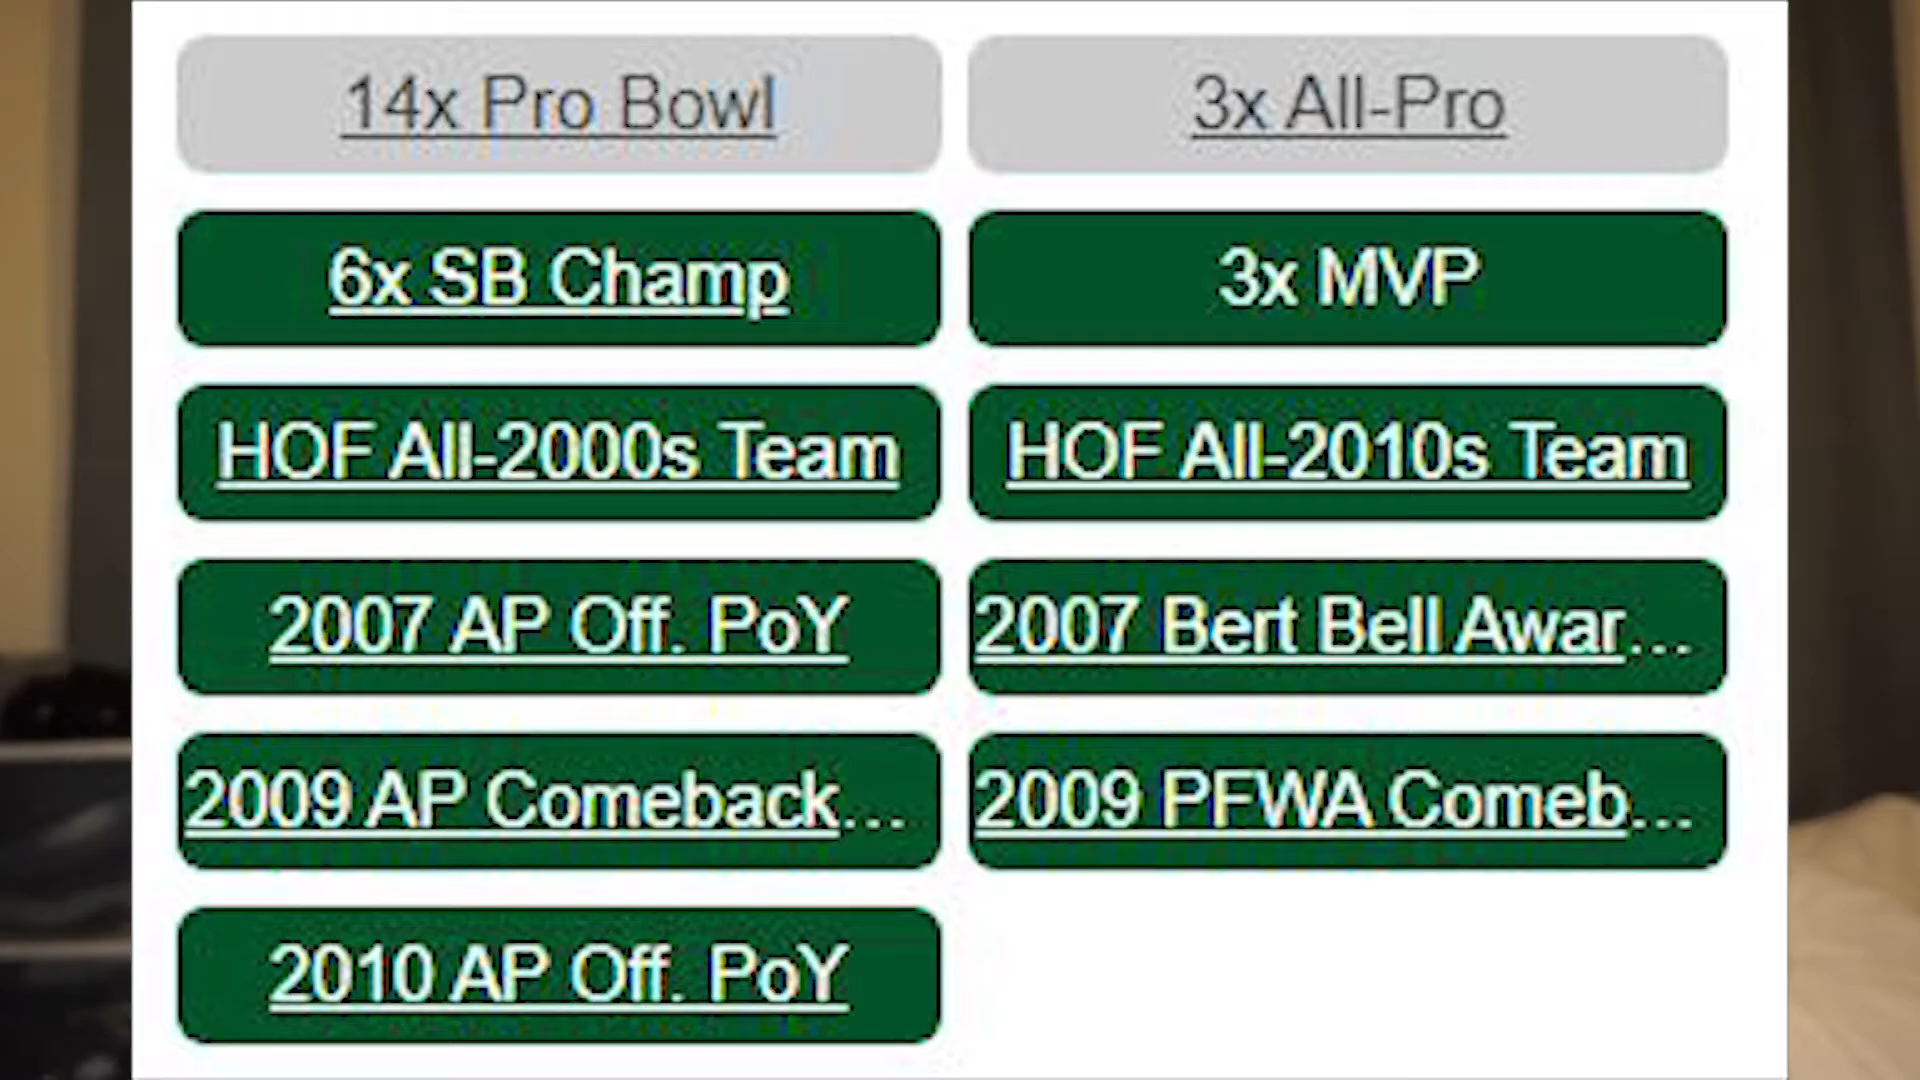 14x Pro Bowl
3x All-Pro
6x SB Champ
3x MVP
HOF All-2000s Team
HOF All-2010s Team
2007 AP Off. PoY
2007 Bert Bell Awar...
2009 AP Comeback...
2009 PFWA Comeb...
2010 AP Off. PoY